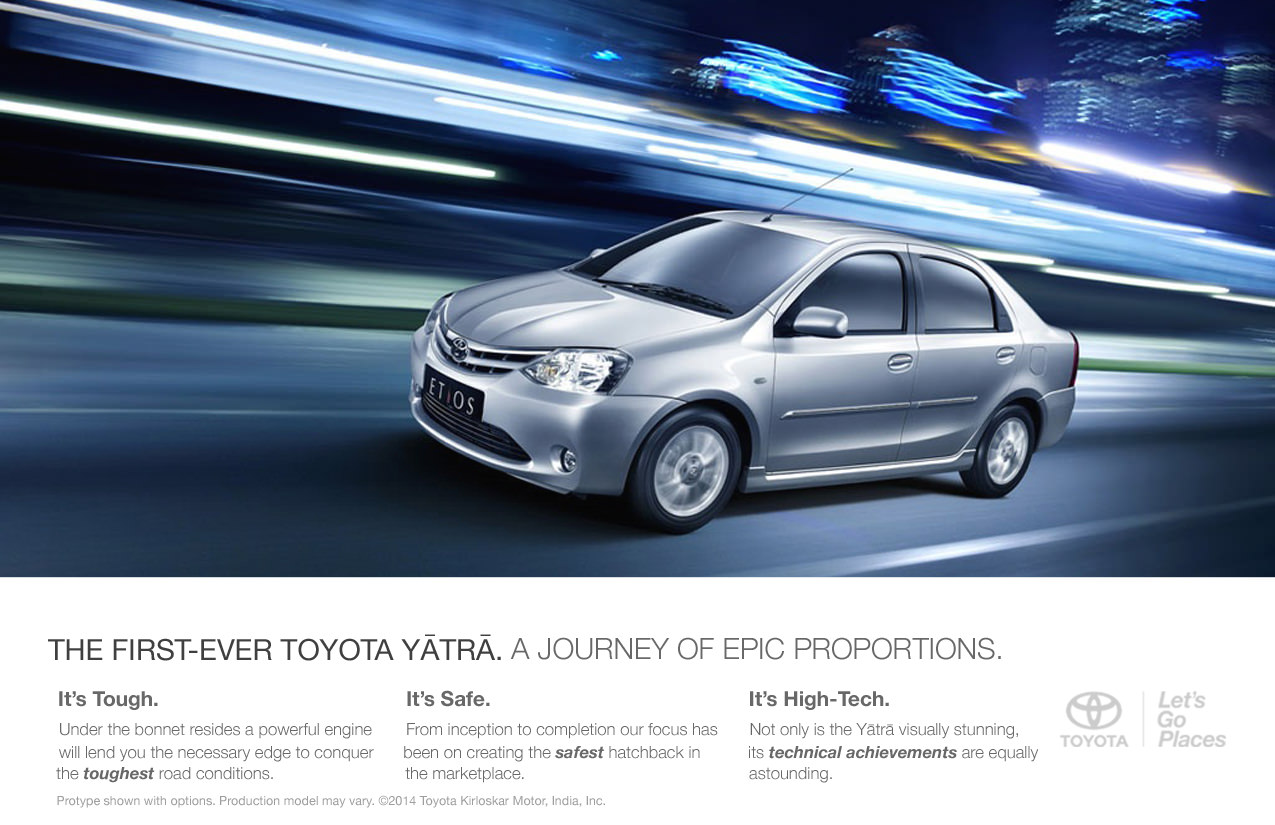 ETIOS
THE FIRST-EVER TOYOTA YĀTRĀ. A JOURNEY OF EPIC PROPORTIONS.
It’s Tough.
Under the bonnet resides a powerful engine
will lend you the necessary edge to conquer
the toughest road conditions.
It’s Safe.
From inception to completion our focus has
been on creating the safest hatchback in
the marketplace.
It’s High-Tech.
Not only is the Yātrā visually stunning,
its technical achievements are equally
astounding.
TOYOTA
Let’s
Go
Places
Protype shown with options. Production model may vary. ©2014 Toyota Kirloskar Motor, India, Inc.